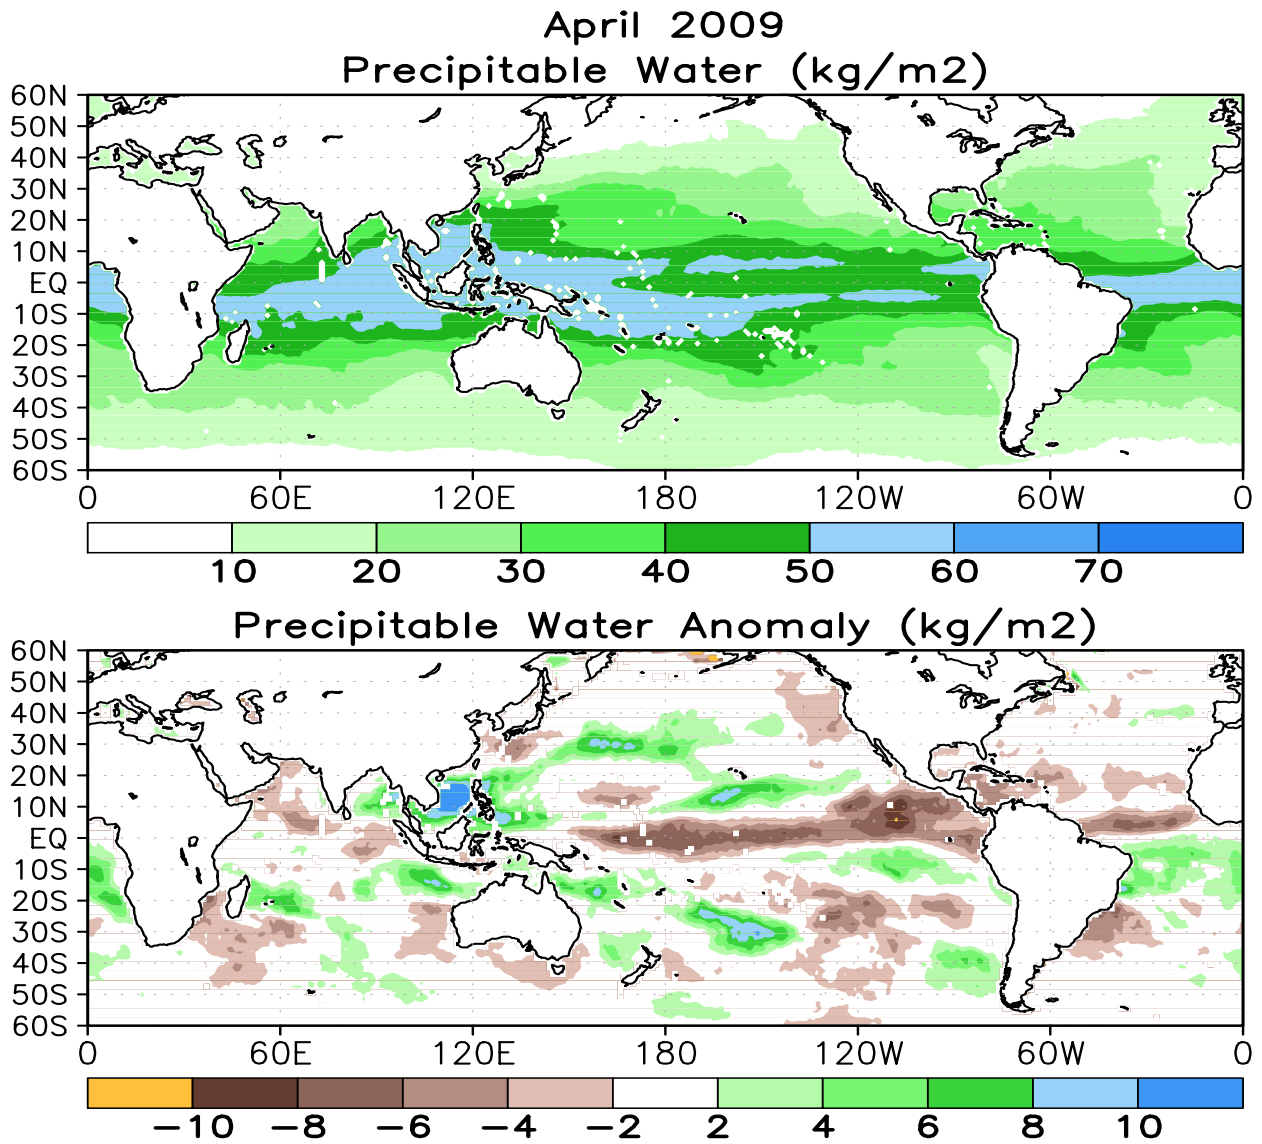 April 2009
Precipitable Water (kg/m2)
60N
50N
40N
30N
20N
10N
EQ
10S
20S
30S
40S
50S
60S
0 60E 120E 180 120W 60W 0
10 20 30 40 50 60 70
Precipitable Water Anomaly (kg/m2)
60N
50N
40N
30N
20N
10N
EQ
10S
20S
30S
40S
50S
60S
0 60E 120E 180 120W 60W 0
−10 −8 −6 −4 −2 2 4 6 8 10